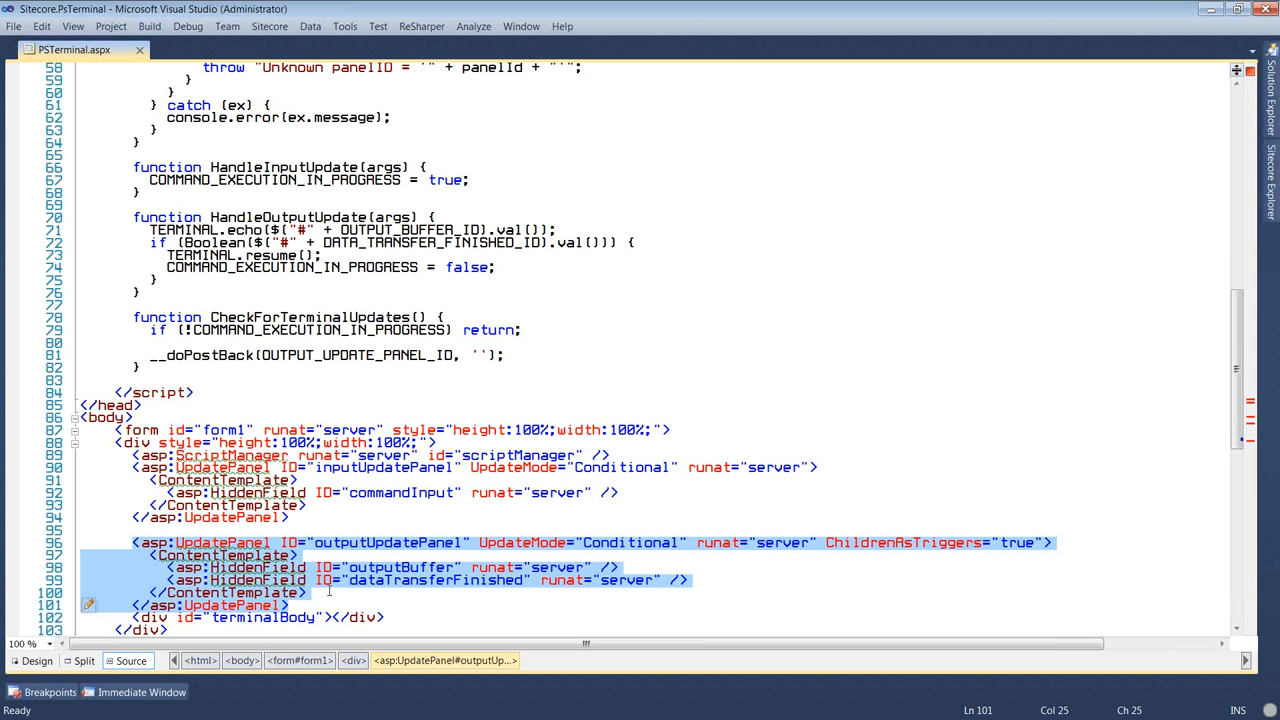 Sitecore.PsTerminal - Microsoft Visual Studio (Administrator)
File Edit View Project Build Debug Team Sitecore Data Tools Test ReSharper Analyze Window Help
PSTerminal.aspx
58 throw "Unknown panelID = '" + panelId + "'";
59 }
60 }
61 } catch (ex) {
62 console.error(ex.message);
63 }
64 }
65
66 function HandleInputUpdate(args) {
67 COMMAND_EXECUTION_IN_PROGRESS = true;
68 }
69
70 function HandleOutputUpdate(args) {
71 TERMINAL.echo($("#" + OUTPUT_BUFFER_ID).val());
72 if (Boolean($("#" + DATA_TRANSFER_FINISHED_ID).val())) {
73 TERMINAL.resume();
74 COMMAND_EXECUTION_IN_PROGRESS = false;
75 }
76 }
77
78 function CheckForTerminalUpdates() {
79 if (!COMMAND_EXECUTION_IN_PROGRESS) return;
80
81 __doPostBack(OUTPUT_UPDATE_PANEL_ID, '');
82 }
83
84 </script>
85 </head>
86 <body>
87 <form id="form1" runat="server" style="height:100%;width:100%;">
88 <div style="height:100%;width:100%;">
89 <asp:ScriptManager runat="server" id="scriptManager" />
90 <asp:UpdatePanel ID="inputUpdatePanel" UpdateMode="Conditional" runat="server">
91 <ContentTemplate>
92 <asp:HiddenField ID="commandInput" runat="server" />
93 </ContentTemplate>
94 </asp:UpdatePanel>
95
96 <asp:UpdatePanel ID="outputUpdatePanel" UpdateMode="Conditional" runat="server" ChildrenAsTriggers="true">
97 <ContentTemplate>
98 <asp:HiddenField ID="outputBuffer" runat="server" />
99 <asp:HiddenField ID="dataTransferFinished" runat="server" />
100 </ContentTemplate>
101 </asp:UpdatePanel>
102 <div id="terminalBody"></div>
103 </div>
Solution Explorer
Sitecore Explorer
100 %
Design Split Source <html> <body> <form#form1> <div> <asp:UpdatePanel#outputUp...>
Breakpoints Immediate Window
Ready Ln 101 Col 25 Ch 25 INS